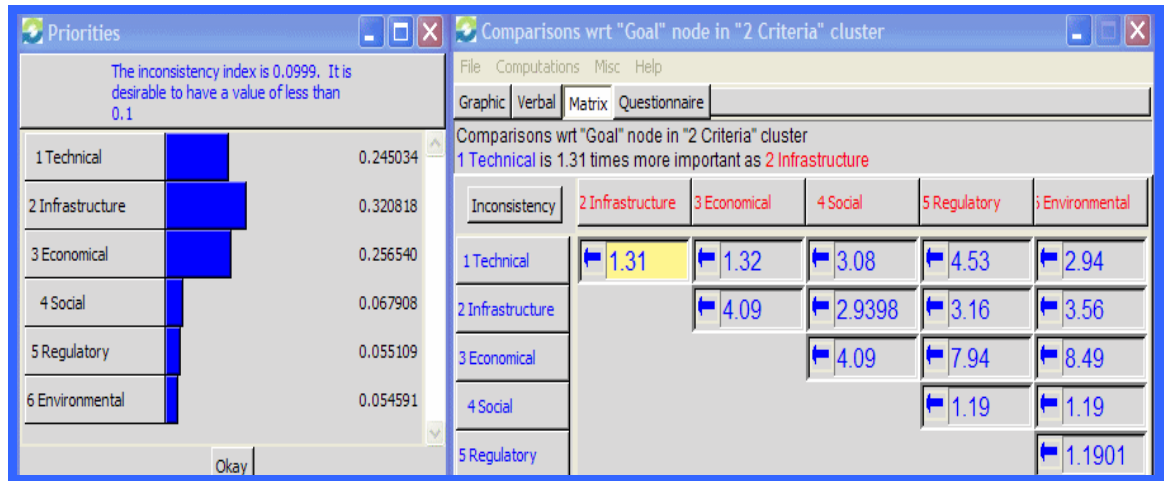 Priorities
The inconsistency index is 0.0999. It is
desirable to have a value of less than
0.1
1 Technical 0.245034
2 Infrastructure 0.320818
3 Economical 0.256540
4 Social 0.067908
5 Regulatory 0.055109
6 Environmental 0.054591
Okay
Comparisons wrt "Goal" node in "2 Criteria" cluster
File Computations Misc Help
Graphic Verbal Matrix Questionnaire
Comparisons wrt "Goal" node in "2 Criteria" cluster
1 Technical is 1.31 times more important as 2 Infrastructure
Inconsistency 2 Infrastructure 3 Economical 4 Social 5 Regulatory Environmental
1 Technical 1.31 1.32 3.08 4.53 2.94
2 Infrastructure 4.09 2.9398 3.16 3.56
3 Economical 4.09 7.94 8.49
4 Social 1.19 1.19
5 Regulatory 1.1901